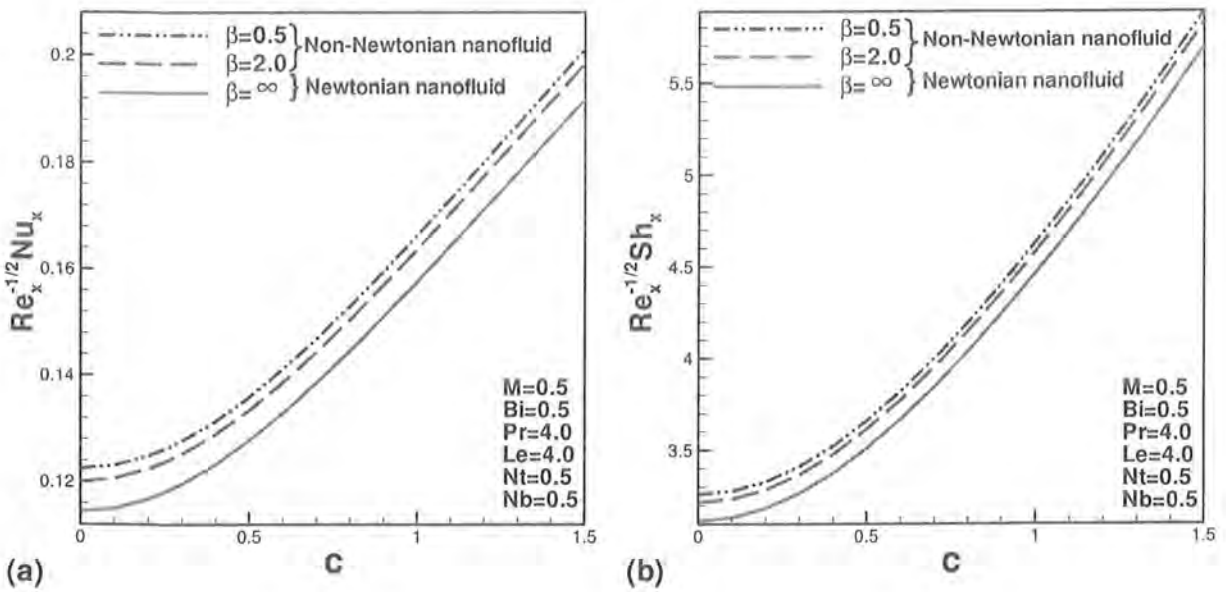 β=0.5
β=2.0
Non-Newtonian nanofluid
β=∞
Newtonian nanofluid
0.2
0.18
0.16
0.14
0.12
Re_x^{-1/2}Nu_x
M=0.5
Bi=0.5
Pr=4.0
Le=4.0
Nt=0.5
Nb=0.5
0 0.5 1 1.5
(a) C
β=0.5
β=2.0
Non-Newtonian nanofluid
β=∞
Newtonian nanofluid
5.5
5
4.5
4
3.5
Re_x^{-1/2}Sh_x
M=0.5
Bi=0.5
Pr=4.0
Le=4.0
Nt=0.5
Nb=0.5
0 0.5 1 1.5
(b) C